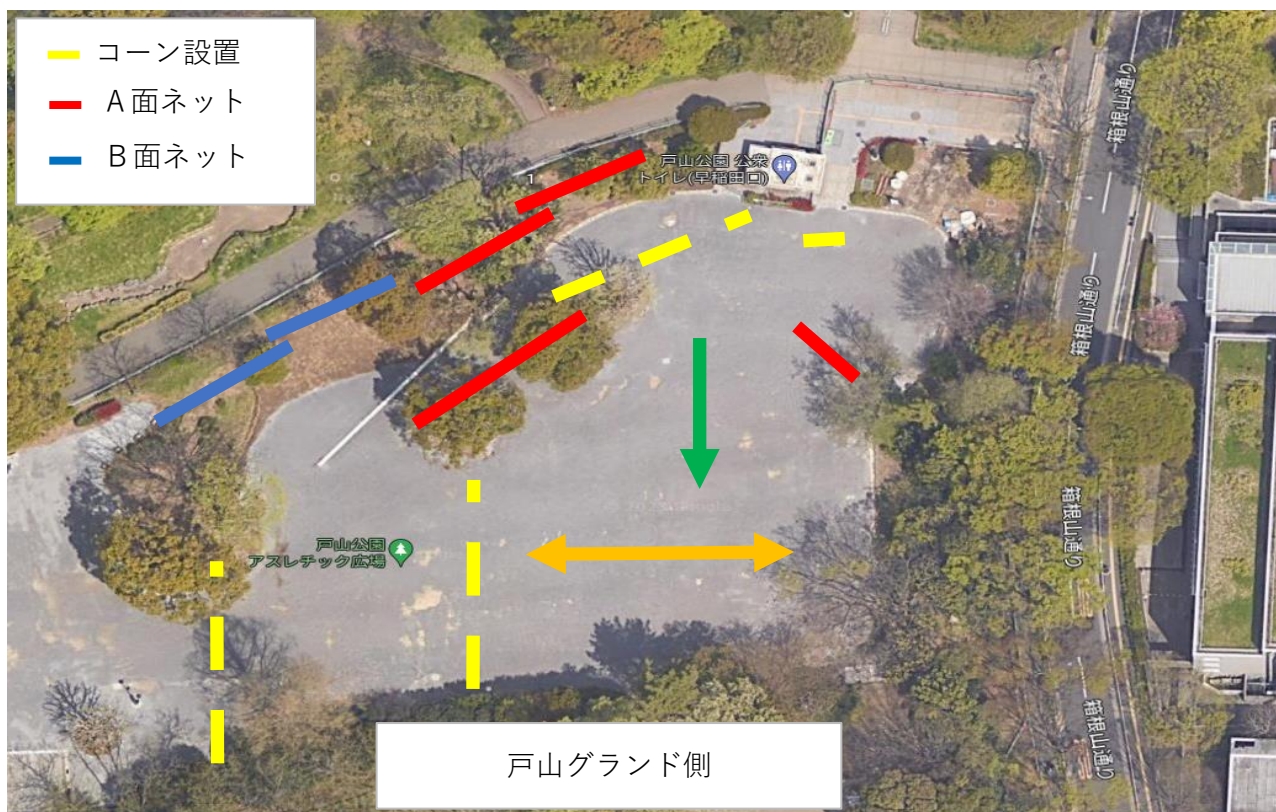 コーン設置
A面ネット
B面ネット
1
戸山公園 公衆
トイレ(早稲田口)
箱根山通り
箱根山通り
戸山公園
アスレチック広場
箱根山通り
箱根山通り
戸山グランド側